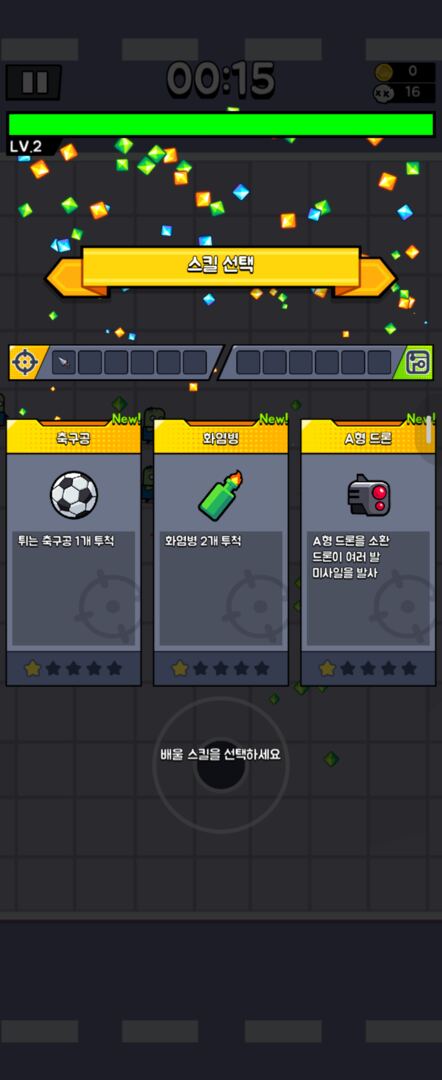 00:15
0
16
LV.2
스킬 선택
New!
New!
New!
축구공
화염병
A형 드론
튀는 축구공 1개 투척
화염병 2개 투척
A형 드론을 소환
드론이 여러 발
미사일을 발사
배울 스킬을 선택하세요